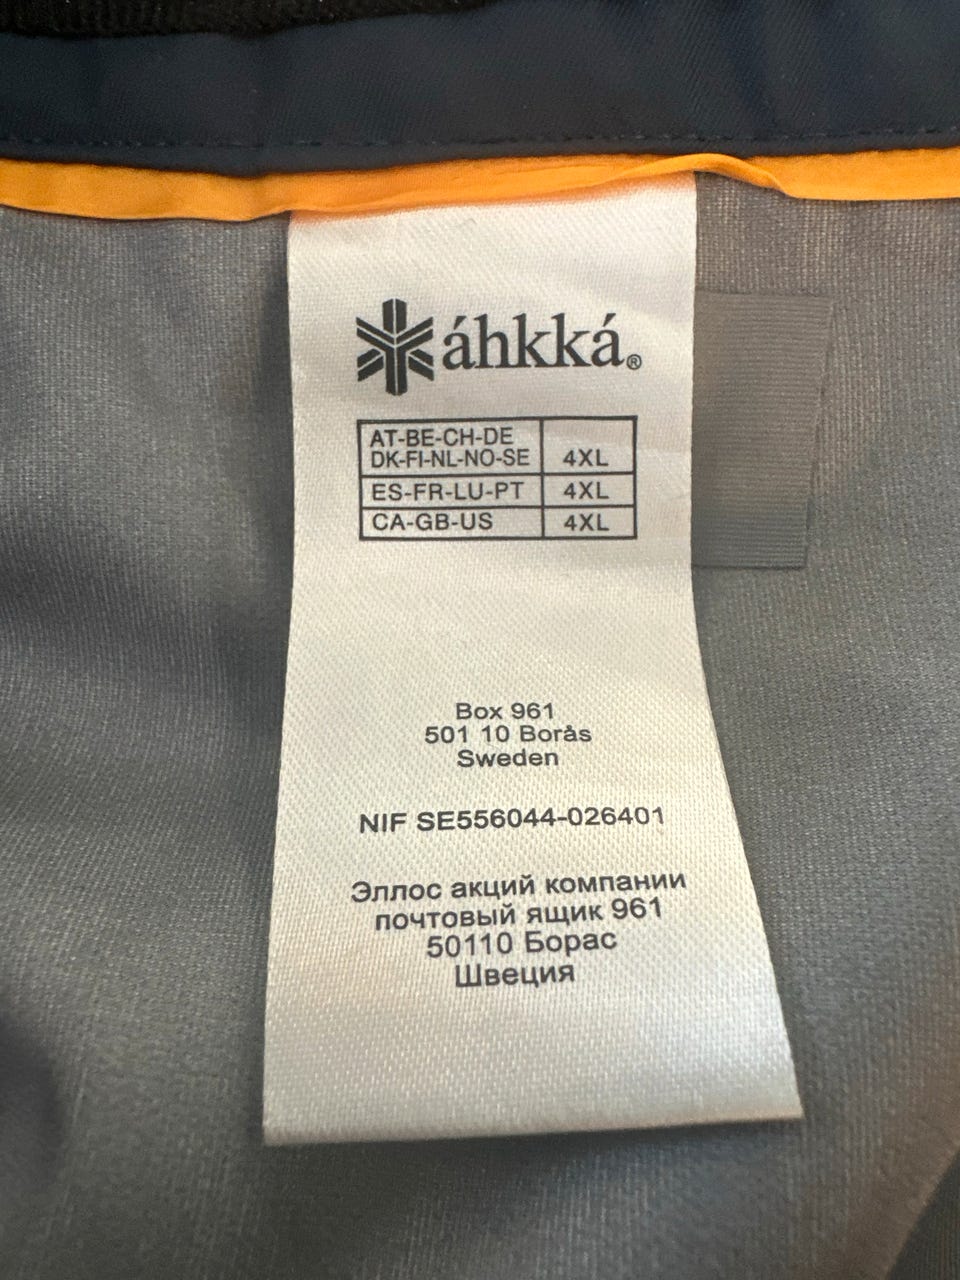 áhkká®
AT-BE-CH-DE
DK-FI-NL-NO-SE 4XL
ES-FR-LU-PT 4XL
CA-GB-US 4XL
Box 961
501 10 Borås
Sweden
NIF SE556044-026401
Эллос акций компании
почтовый ящик 961
50110 Борас
Швеция